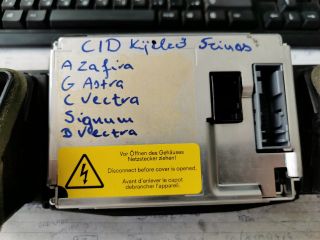 CID Kijelző Színes
A Zafira
G Astra
C Vectra
Signum
B Vectra
Vor Öffnen des Gehäuses
Netzstecker ziehen!
Disconnect before cover is opened.
Avant d'enlever le capot
débrancher l'appareil.